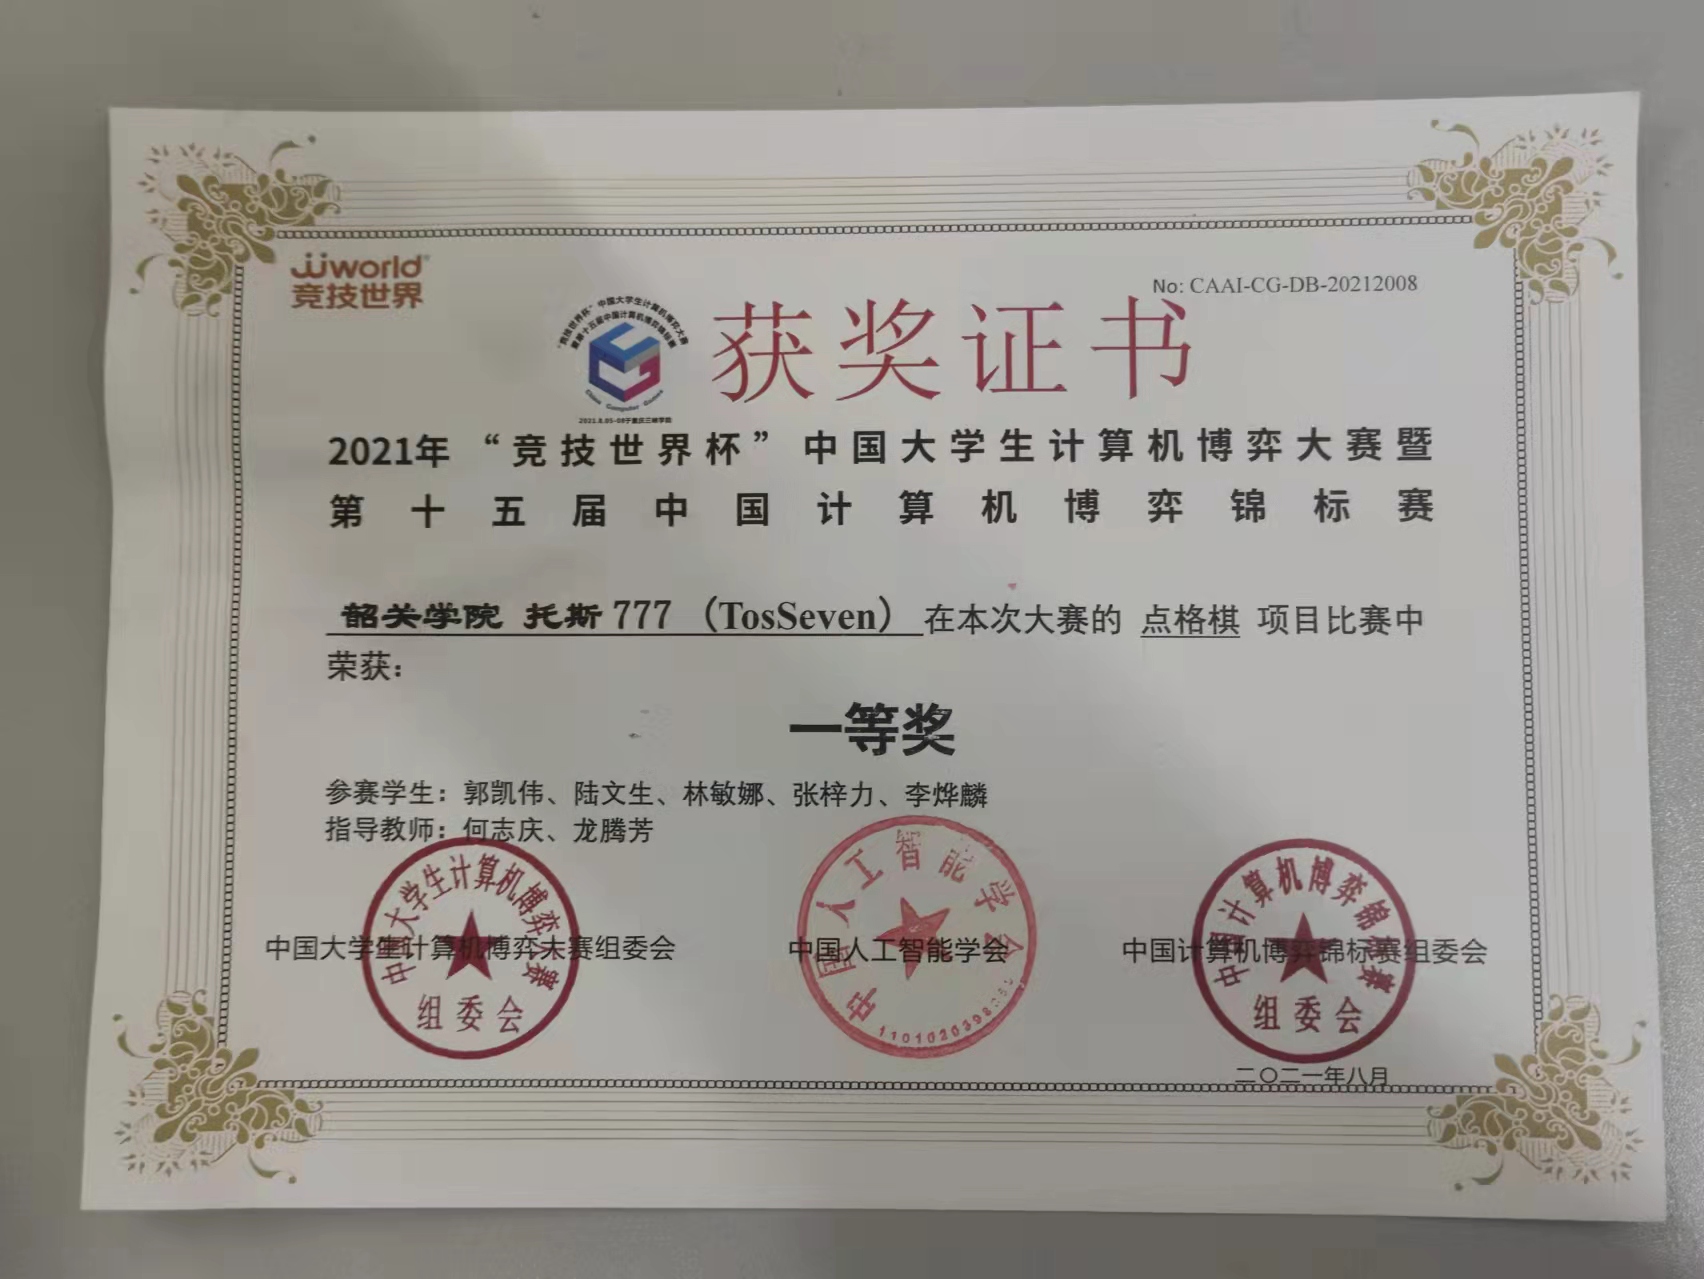 jjworld
竞技世界
No: CAAI-CG-DB-20212008
"竞技世界杯"中国大学生计算机博弈大赛
暨第十五届中国计算机博弈锦标赛
China Computer Games
2021.8.05-08于重庆三峡学院
获奖证书
2021年“竞技世界杯”中国大学生计算机博弈大赛暨
第十五届中国计算机博弈锦标赛
韶关学院 托斯 777（TosSeven）在本次大赛的 点格棋 项目比赛中
荣获：
一等奖
参赛学生：郭凯伟、陆文生、林敏娜、张梓力、李烨麟
指导教师：何志庆、龙腾芳
中国大学生计算机博弈大赛组委会 中国人工智能学会 中国计算机博弈锦标赛组委会
中国大学生计算机博弈大赛
组委会
中国人工智能学会
中国计算机博弈锦标赛
组委会
二〇二一年八月